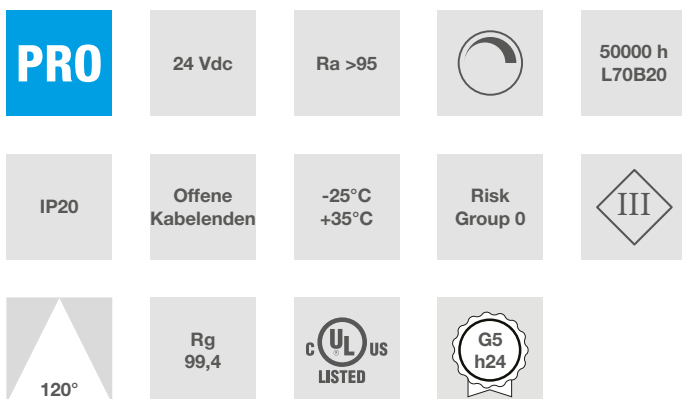 PRO
24 Vdc
Ra >95
50000 h
L70B20
IP20
Offene
Kabelenden
-25°C
+35°C
Risk
Group 0
III
120°
Rg
99,4
C UL US
LISTED
G5
h24